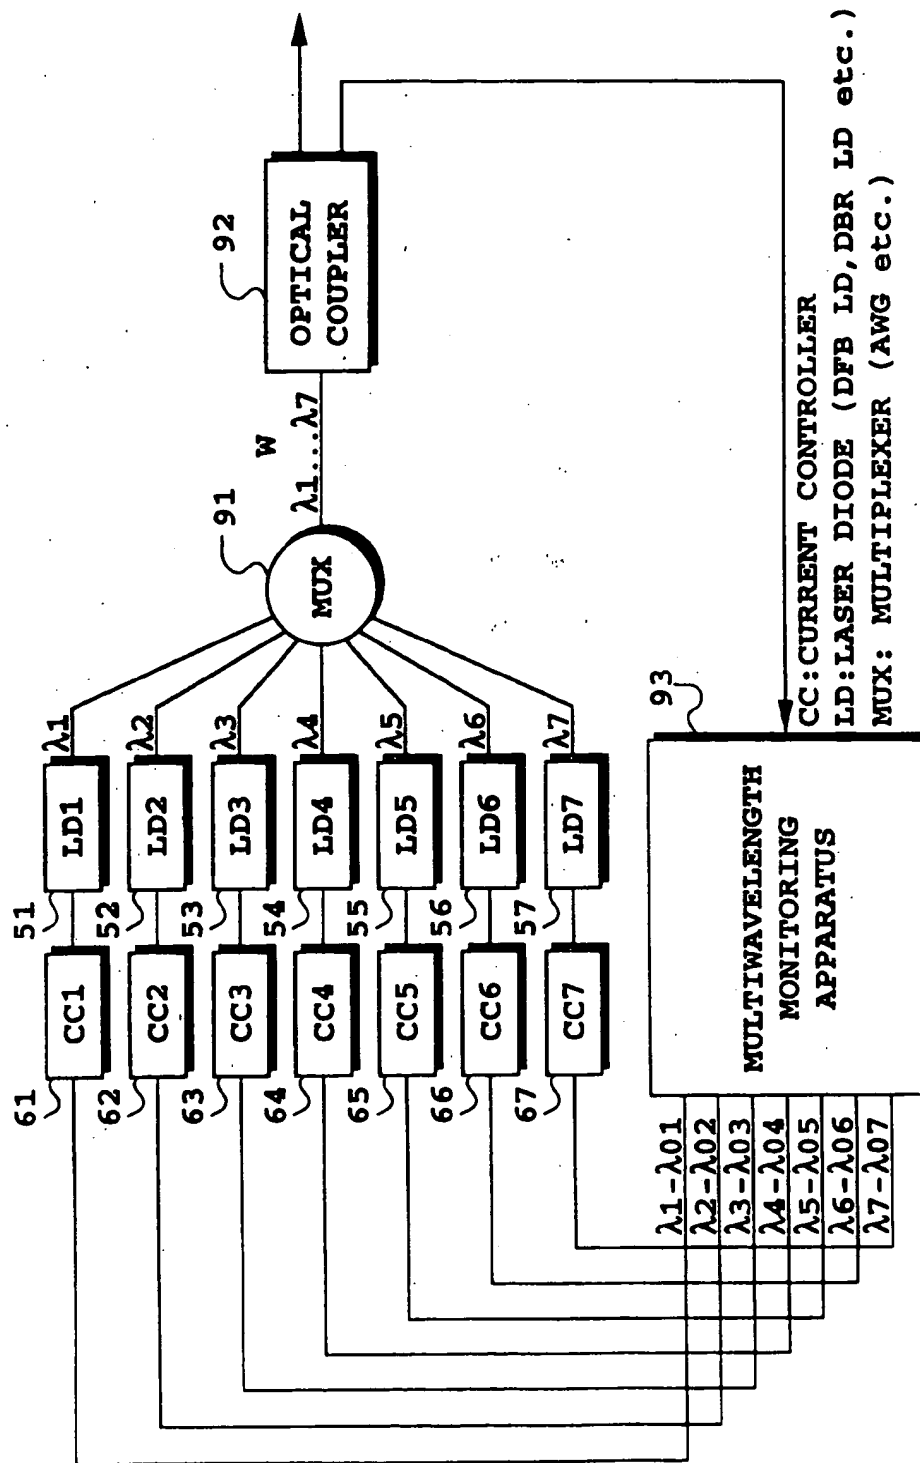 61
CC1
51
LD1
λ1
62
CC2
52
LD2
λ2
63
CC3
53
LD3
λ3
64
CC4
54
LD4
λ4
65
CC5
55
LD5
λ5
66
CC6
56
LD6
λ6
67
CC7
57
LD7
λ7
91
MUX
W
λ1...λ7
92
OPTICAL
COUPLER
93
MULTIWAVELENGTH
MONITORING
APPARATUS
λ1-λ01
λ2-λ02
λ3-λ03
λ4-λ04
λ5-λ05
λ6-λ06
λ7-λ07
CC:CURRENT CONTROLLER
LD:LASER DIODE (DFB LD,DBR LD etc.)
MUX: MULTIPLEXER (AWG etc.)